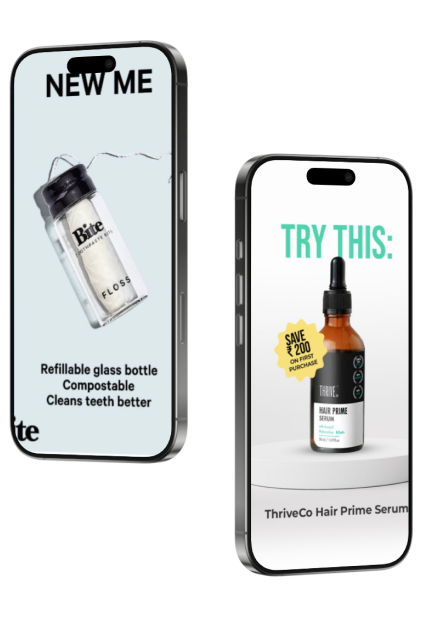 NEW ME
Bite
FLOSS
Refillable glass bottle
Compostable
Cleans teeth better
te
TRY THIS:
SAVE
₹200
ON FIRST
PURCHASE
THRIVE
HAIR PRIME
SERUM
ThriveCo Hair Prime Serum